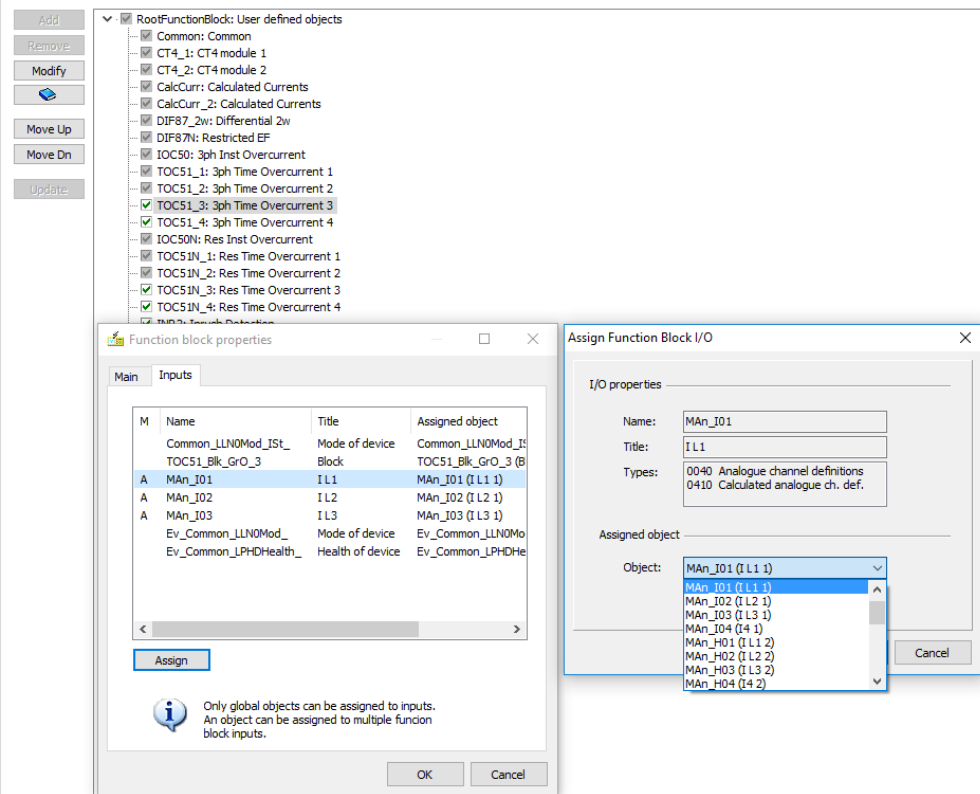 Add
Remove
Modify
Move Up
Move Dn
Update
RootFunctionBlock: User defined objects
Common: Common
CT4_1: CT4 module 1
CT4_2: CT4 module 2
CalcCurr: Calculated Currents
CalcCurr_2: Calculated Currents
DIF87_2w: Differential 2w
DIF87N: Restricted EF
IOC50: 3ph Inst Overcurrent
TOC51_1: 3ph Time Overcurrent 1
TOC51_2: 3ph Time Overcurrent 2
TOC51_3: 3ph Time Overcurrent 3
TOC51_4: 3ph Time Overcurrent 4
IOC50N: Res Inst Overcurrent
TOC51N_1: Res Time Overcurrent 1
TOC51N_2: Res Time Overcurrent 2
TOC51N_3: Res Time Overcurrent 3
TOC51N_4: Res Time Overcurrent 4
Function block properties
Main Inputs
M Name Title Assigned object
Common_LLN0Mod_ISt_ Mode of device Common_LLN0Mod_IS
TOC51_Blk_GrO_3 Block TOC51_Blk_GrO_3 (B
A MAn_I01 I L1 MAn_I01 (I L1 1)
A MAn_I02 I L2 MAn_I02 (I L2 1)
A MAn_I03 I L3 MAn_I03 (I L3 1)
Ev_Common_LLN0Mod_ Mode of device Ev_Common_LLN0Mo
Ev_Common_LPHDHealth_ Health of device Ev_Common_LPHDHe
Assign
Only global objects can be assigned to inputs.
An object can be assigned to multiple funcion
block inputs.
OK Cancel
Assign Function Block I/O
I/O properties
Name: MAn_I01
Title: I L1
Types: 0040 Analogue channel definitions
0410 Calculated analogue ch. def.
Assigned object
Object: MAn_I01 (I L1 1)
MAn_I01 (I L1 1)
MAn_I02 (I L2 1)
MAn_I03 (I L3 1)
MAn_I04 (I4 1)
MAn_H01 (I L1 2)
MAn_H02 (I L2 2)
MAn_H03 (I L3 2)
MAn_H04 (I4 2)
Cancel